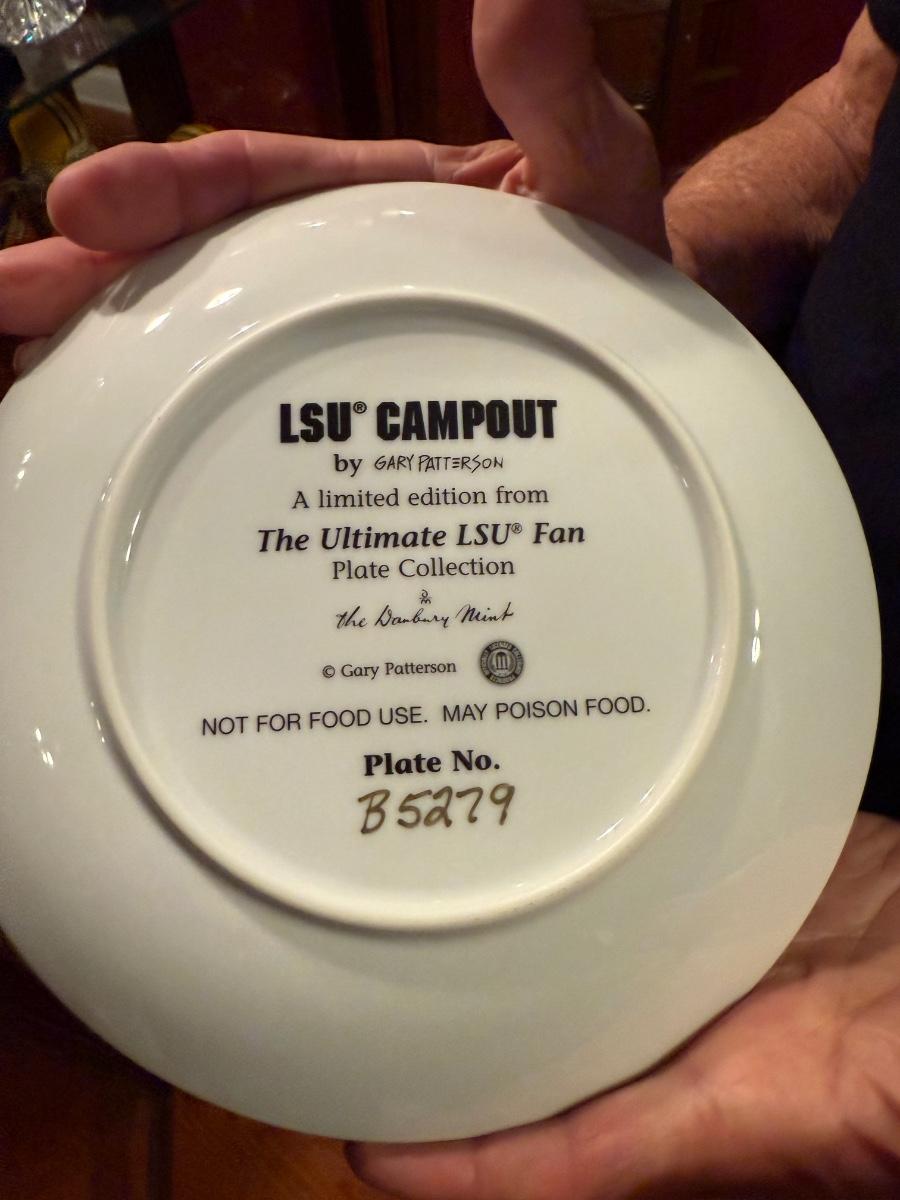 LSU® CAMPOUT
by GARY PATTERSON
A limited edition from
The Ultimate LSU® Fan
Plate Collection
the Danbury Mint
© Gary Patterson
NOT FOR FOOD USE. MAY POISON FOOD.
Plate No.
B5279